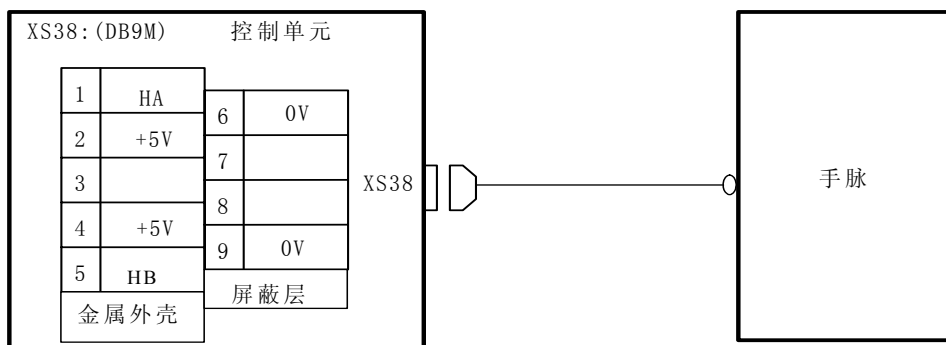 XS38:(DB9M) 控制单元
1 HA
2 +5V
3
4 +5V
5 HB
金属外壳
6 0V
7
8
9 0V
屏蔽层
XS38
手脉